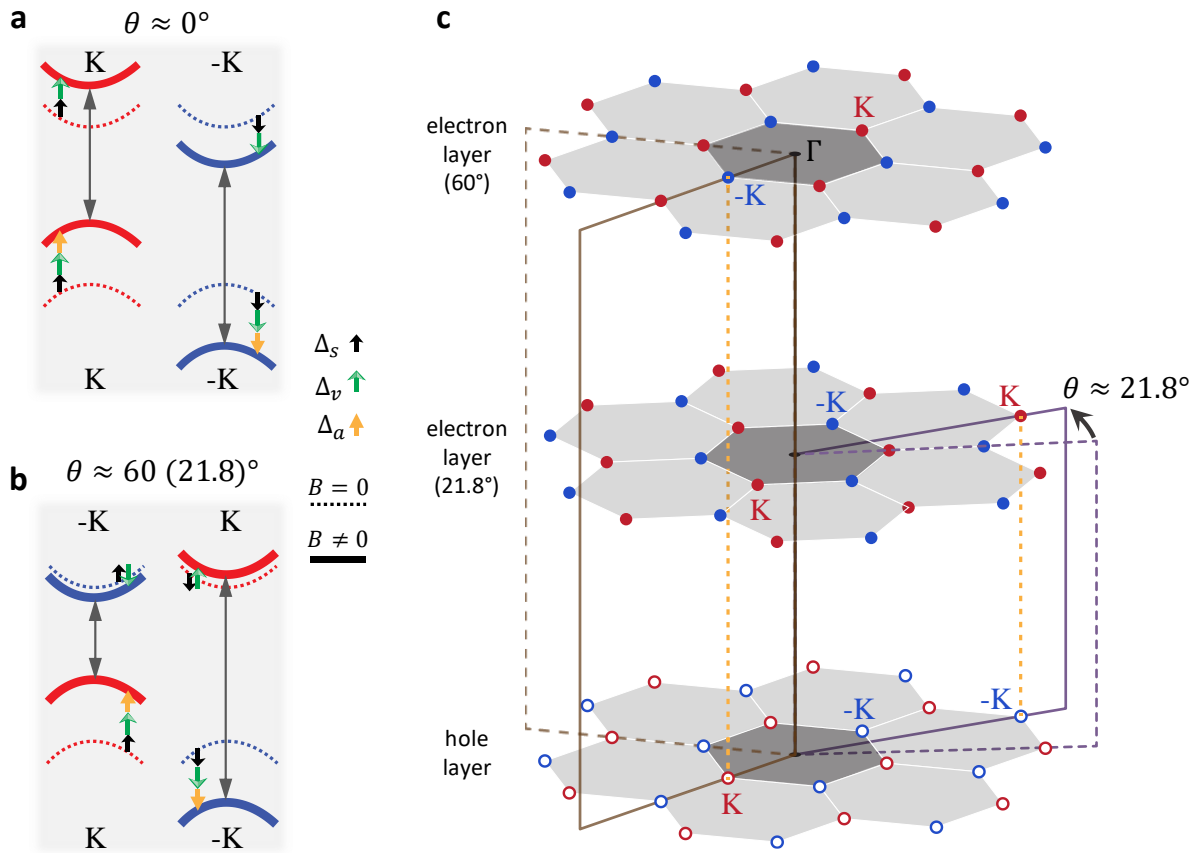 a
θ ≈ 0°
K
-K
K
-K
Δₛ
Δᵥ
Δₐ
b
θ ≈ 60 (21.8)°
-K
K
B = 0
B ≠ 0
K
-K
c
electron
layer
(60°)
K
Γ
-K
electron
layer
(21.8°)
-K
K
θ ≈ 21.8°
K
hole
layer
-K
-K
K